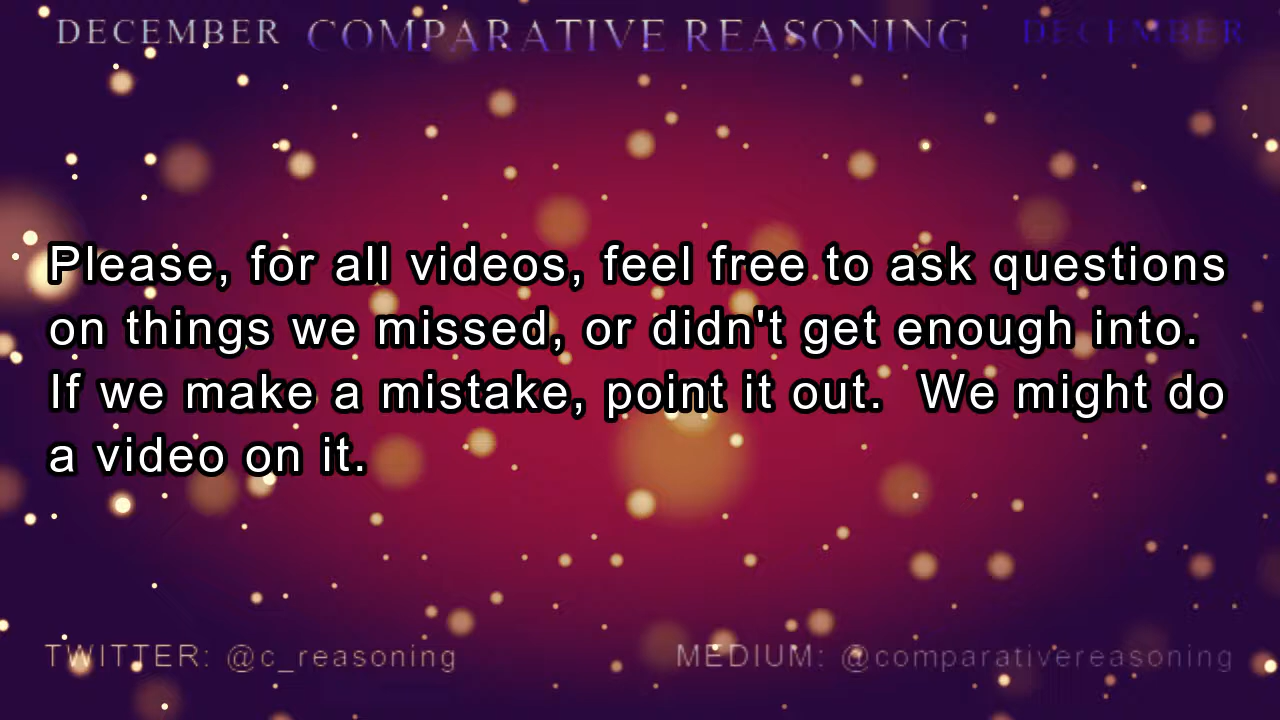 DECEMBER COMPARATIVE REASONING DECEMBER
Please, for all videos, feel free to ask questions
on things we missed, or didn't get enough into.
If we make a mistake, point it out.  We might do
a video on it.
TWITTER: @c_reasoning MEDIUM: @comparativereasoning